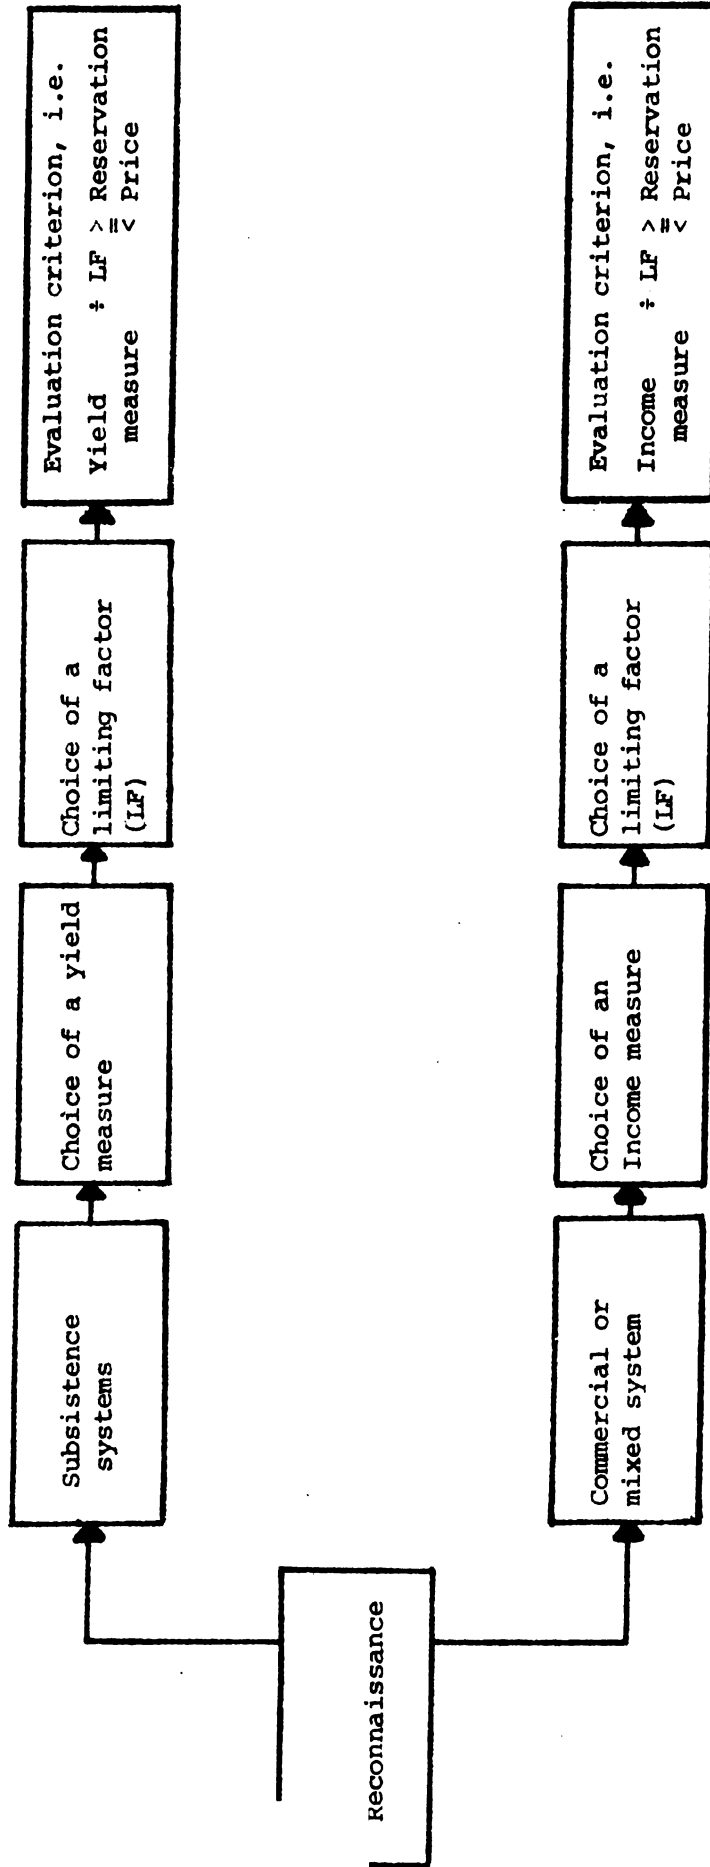 Reconnaissance
Subsistence
systems
Choice of a yield
measure
Choice of a
limiting factor
(LF)
Evaluation criterion, i.e.
Yield ÷ LF > Reservation
=
measure < Price
Commercial or
mixed system
Choice of an
Income measure
Choice of a
limiting factor
(LF)
Evaluation criterion, i.e.
Income ÷ LF > Reservation
=
measure < Price